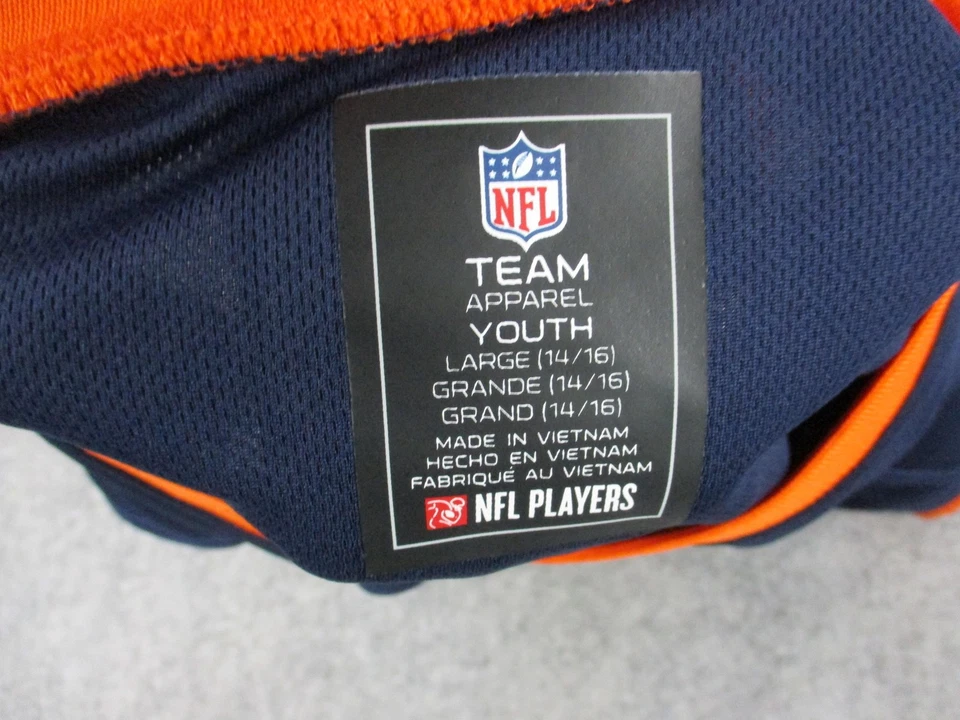 NFL
TEAM
APPAREL
YOUTH
LARGE (14/16)
GRANDE (14/16)
GRAND (14/16)
MADE IN VIETNAM
HECHO EN VIETNAM
FABRIQUÉ AU VIETNAM
NFL PLAYERS